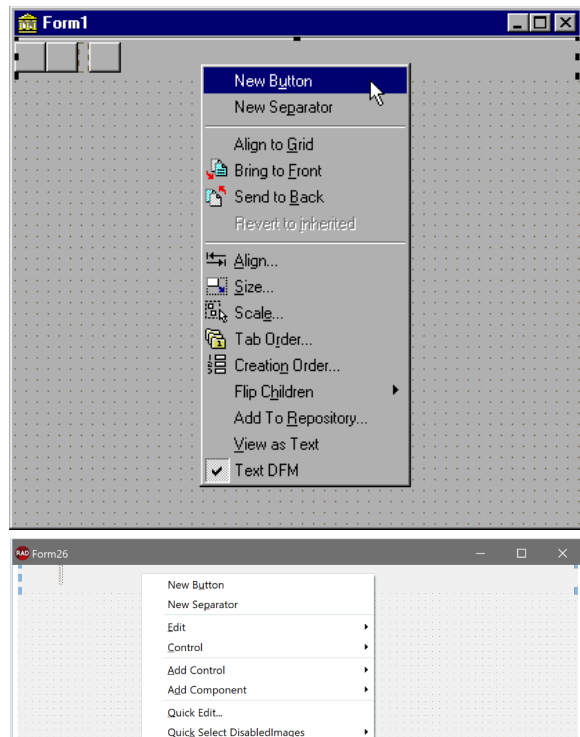 Form1
New Button
New Separator
Align to Grid
Bring to Front
Send to Back
Revert to inherited
Align...
Size...
Scale...
Tab Order...
Creation Order...
Flip Children
Add To Repository...
View as Text
Text DFM
RAD Form26
New Button
New Separator
Edit
Control
Add Control
Add Component
Quick Edit...
Quick Select DisabledImages